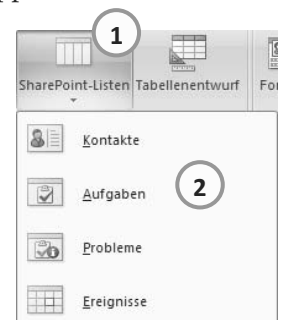 1
SharePoint-Listen Tabellenentwurf
Kontakte
Aufgaben
2
Probleme
Ereignisse